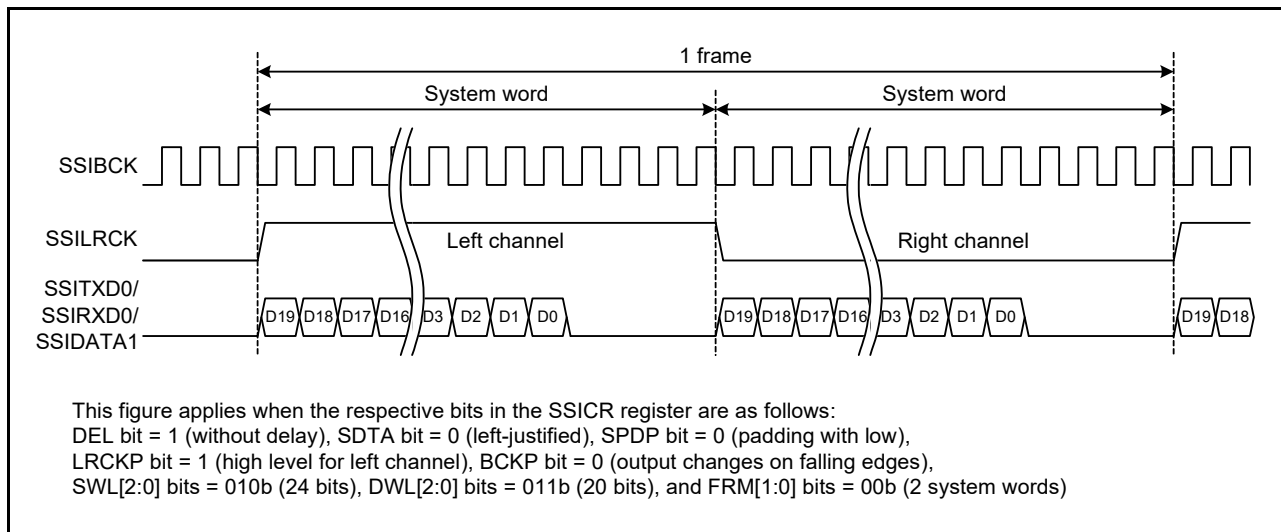 1 frame
System word System word
SSIBCK
SSILRCK Left channel Right channel
SSITXD0/
SSIRXD0/
SSIDATA1
D19 D18 D17 D16 D3 D2 D1 D0 D19 D18 D17 D16 D3 D2 D1 D0 D19 D18
This figure applies when the respective bits in the SSICR register are as follows:
DEL bit = 1 (without delay), SDTA bit = 0 (left-justified), SPDP bit = 0 (padding with low),
LRCKP bit = 1 (high level for left channel), BCKP bit = 0 (output changes on falling edges),
SWL[2:0] bits = 010b (24 bits), DWL[2:0] bits = 011b (20 bits), and FRM[1:0] bits = 00b (2 system words)